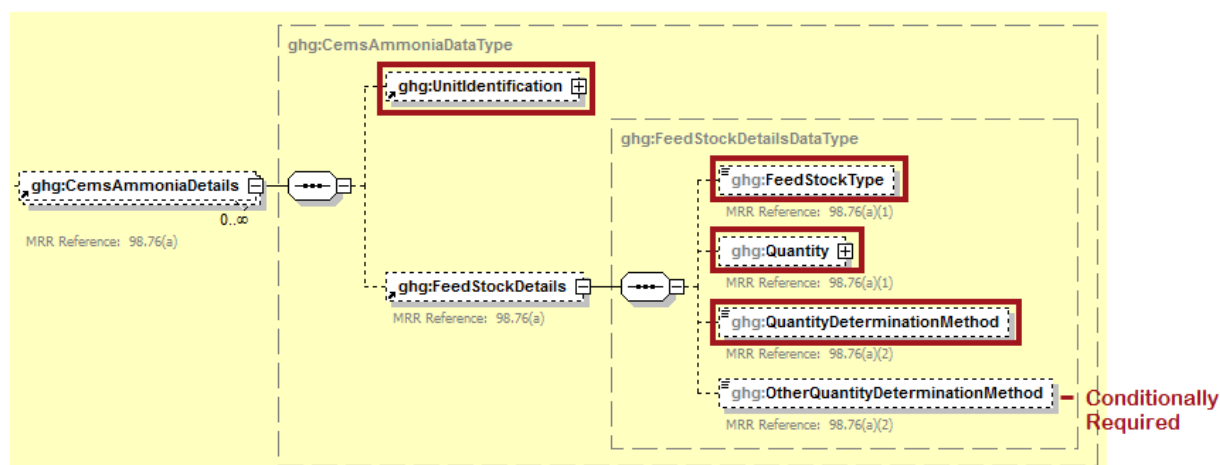 ghg:CemsAmmoniaDataType
ghg:UnitIdentification
ghg:FeedStockDetailsDataType
ghg:FeedStockType
MRR Reference: 98.76(a)(1)
ghg:CemsAmmoniaDetails
0..∞
MRR Reference: 98.76(a)
ghg:Quantity
MRR Reference: 98.76(a)(1)
ghg:FeedStockDetails
MRR Reference: 98.76(a)
ghg:QuantityDeterminationMethod
MRR Reference: 98.76(a)(2)
ghg:OtherQuantityDeterminationMethod
MRR Reference: 98.76(a)(2)
Conditionally
Required